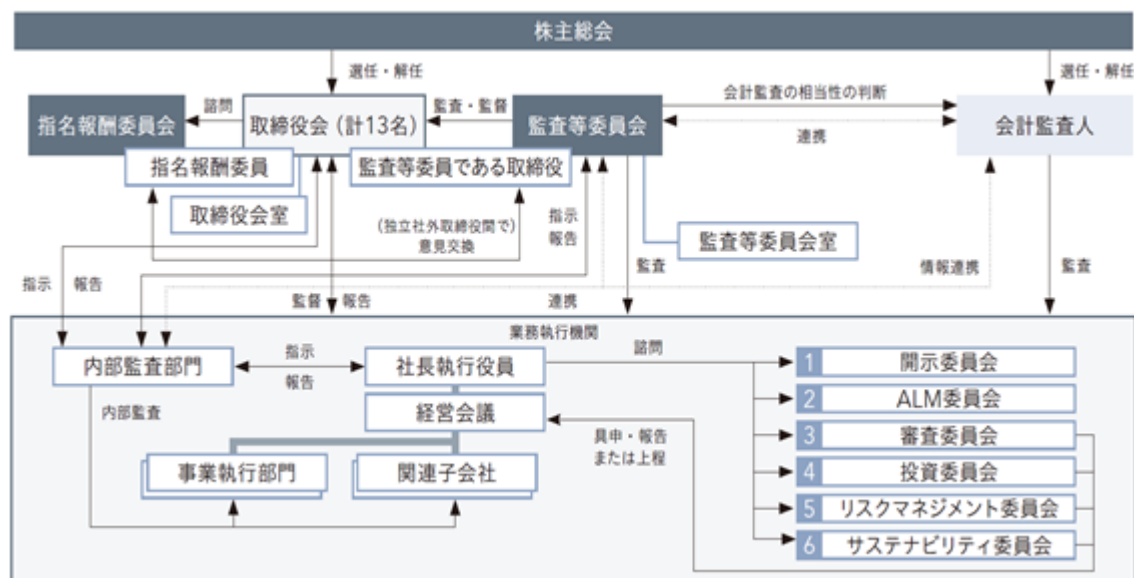 株主総会
選任・解任
選任・解任
指名報酬委員会
諮問
取締役会(計13名)
監査・監督
監査等委員会
会計監査の相当性の判断
連携
会計監査人
指名報酬委員
監査等委員である取締役
取締役会室
(独立社外取締役間で)
意見交換
指示
報告
監査等委員会室
指示
報告
監督
報告
連携
監査
情報連携
監査
業務執行機関
内部監査部門
指示
報告
社長執行役員
諮問
内部監査
経営会議
具申・報告
または上程
事業執行部門
関連子会社
1 開示委員会
2 ALM委員会
3 審査委員会
4 投資委員会
5 リスクマネジメント委員会
6 サステナビリティ委員会